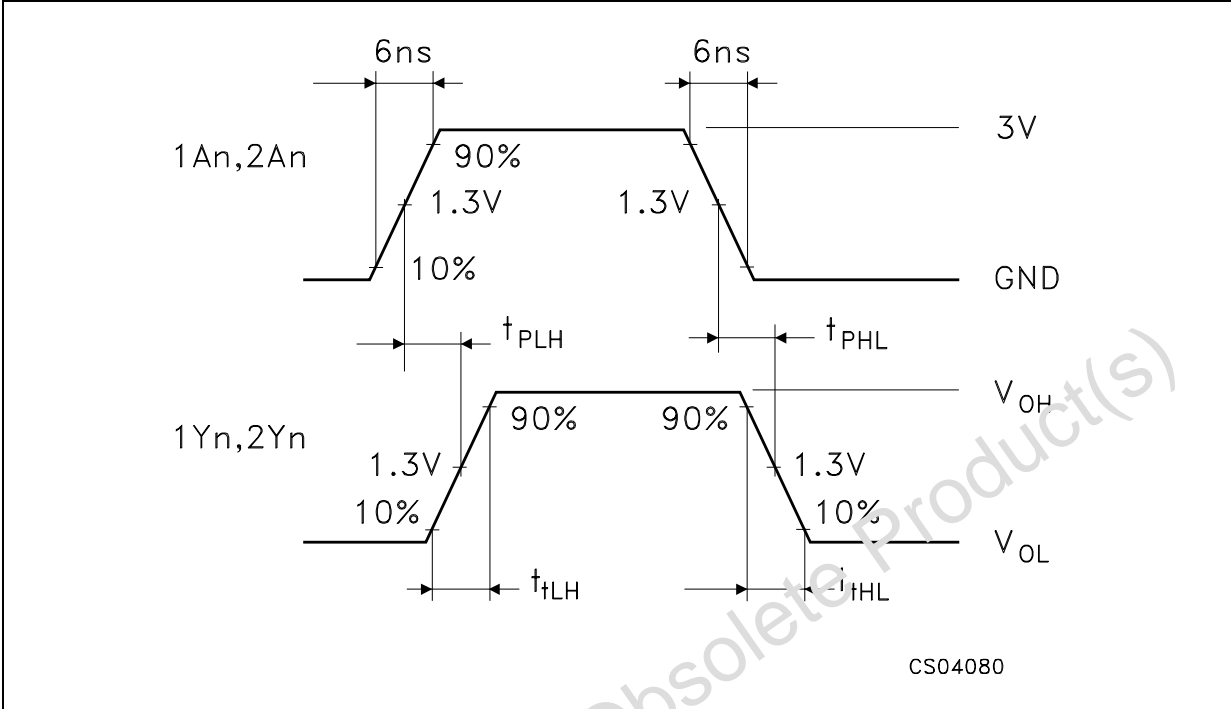 6ns 6ns
3V
1An,2An 90%
1.3V 1.3V
10% GND
tPLH tPHL
VOH
90% 90%
1Yn,2Yn
1.3V 1.3V
10% 10%
VOL
ttLH ttHL
CS04080
Obsolete Product(s)